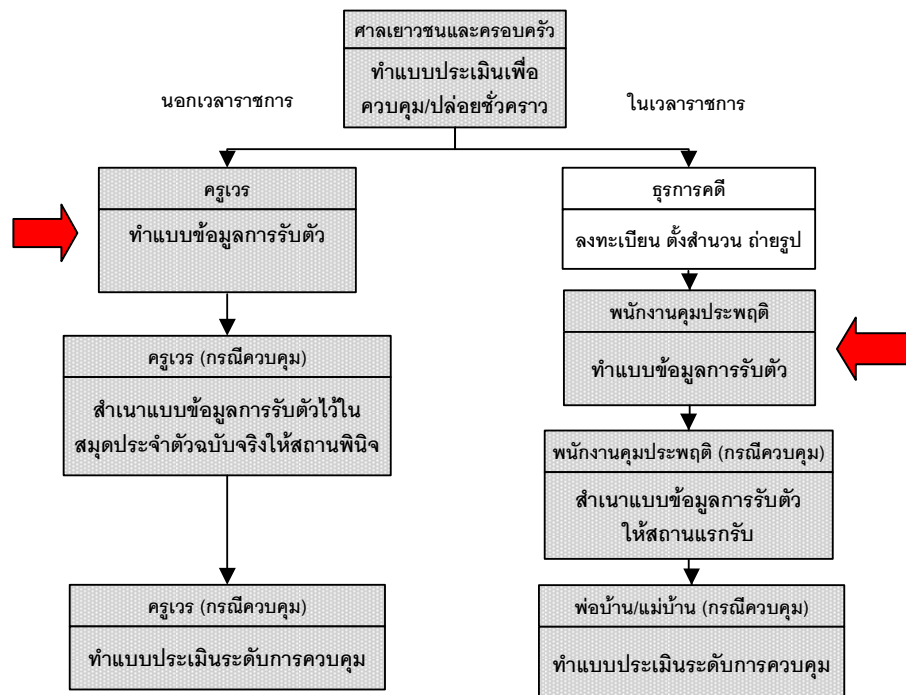 ศาลเยาวชนและครอบครัว
ทำแบบประเมินเพื่อ
ควบคุม/ปล่อยชั่วคราว
นอกเวลาราชการ
ในเวลาราชการ
ครูเวร
ทำแบบข้อมูลการรับตัว
ธุรการคดี
ลงทะเบียน ตั้งสำนวน ถ่ายรูป
พนักงานคุมประพฤติ
ทำแบบข้อมูลการรับตัว
ครูเวร (กรณีควบคุม)
สำเนาแบบข้อมูลการรับตัวไว้ใน
สมุดประจำตัวฉบับจริงให้สถานพินิจ
พนักงานคุมประพฤติ (กรณีควบคุม)
สำเนาแบบข้อมูลการรับตัว
ให้สถานแรกรับ
ครูเวร (กรณีควบคุม)
ทำแบบประเมินระดับการควบคุม
พ่อบ้าน/แม่บ้าน (กรณีควบคุม)
ทำแบบประเมินระดับการควบคุม